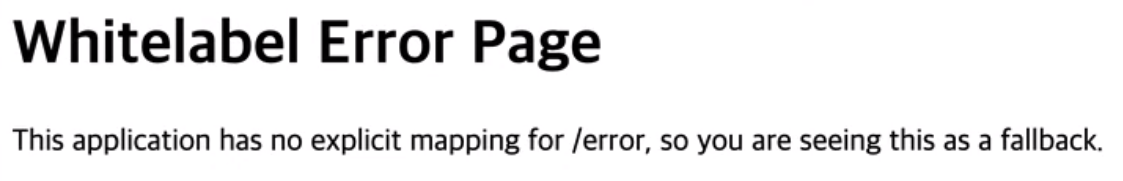 Whitelabel Error Page
This application has no explicit mapping for /error, so you are seeing this as a fallback.